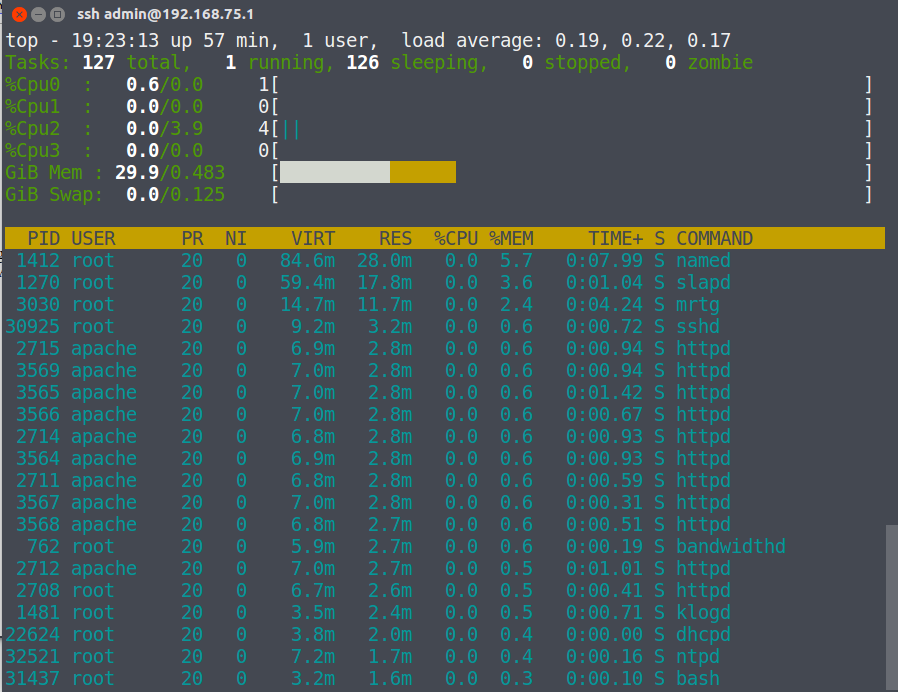 ssh admin@192.168.75.1
top - 19:23:13 up 57 min,  1 user,  load average: 0.19, 0.22, 0.17
Tasks: 127 total,   1 running, 126 sleeping,   0 stopped,   0 zombie
%Cpu0  :   0.6/0.0     1[                                                      ]
%Cpu1  :   0.0/0.0     0[                                                      ]
%Cpu2  :   0.0/3.9     4[||                                                    ]
%Cpu3  :   0.0/0.0     0[                                                      ]
GiB Mem : 29.9/0.483    [                                                      ]
GiB Swap:  0.0/0.125    [                                                      ]
  PID USER      PR  NI    VIRT    RES  %CPU %MEM     TIME+ S COMMAND
 1412 root      20   0   84.6m  28.0m   0.0  5.7   0:07.99 S named
 1270 root      20   0   59.4m  17.8m   0.0  3.6   0:01.04 S slapd
 3030 root      20   0   14.7m  11.7m   0.0  2.4   0:04.24 S mrtg
30925 root      20   0    9.2m   3.2m   0.0  0.6   0:00.72 S sshd
 2715 apache    20   0    6.9m   2.8m   0.0  0.6   0:00.94 S httpd
 3569 apache    20   0    7.0m   2.8m   0.0  0.6   0:00.94 S httpd
 3565 apache    20   0    7.0m   2.8m   0.0  0.6   0:01.42 S httpd
 3566 apache    20   0    7.0m   2.8m   0.0  0.6   0:00.67 S httpd
 2714 apache    20   0    6.8m   2.8m   0.0  0.6   0:00.93 S httpd
 3564 apache    20   0    6.9m   2.8m   0.0  0.6   0:00.93 S httpd
 2711 apache    20   0    6.8m   2.8m   0.0  0.6   0:00.59 S httpd
 3567 apache    20   0    7.0m   2.8m   0.0  0.6   0:00.31 S httpd
 3568 apache    20   0    6.8m   2.7m   0.0  0.6   0:00.51 S httpd
  762 root      20   0    5.9m   2.7m   0.0  0.6   0:00.19 S bandwidthd
 2712 apache    20   0    7.0m   2.7m   0.0  0.5   0:01.01 S httpd
 2708 root      20   0    6.7m   2.6m   0.0  0.5   0:00.41 S httpd
 1481 root      20   0    3.5m   2.4m   0.0  0.5   0:00.71 S klogd
22624 root      20   0    3.8m   2.0m   0.0  0.4   0:00.00 S dhcpd
32521 root      20   0    7.2m   1.7m   0.0  0.4   0:00.16 S ntpd
31437 root      20   0    3.2m   1.6m   0.0  0.3   0:00.10 S bash